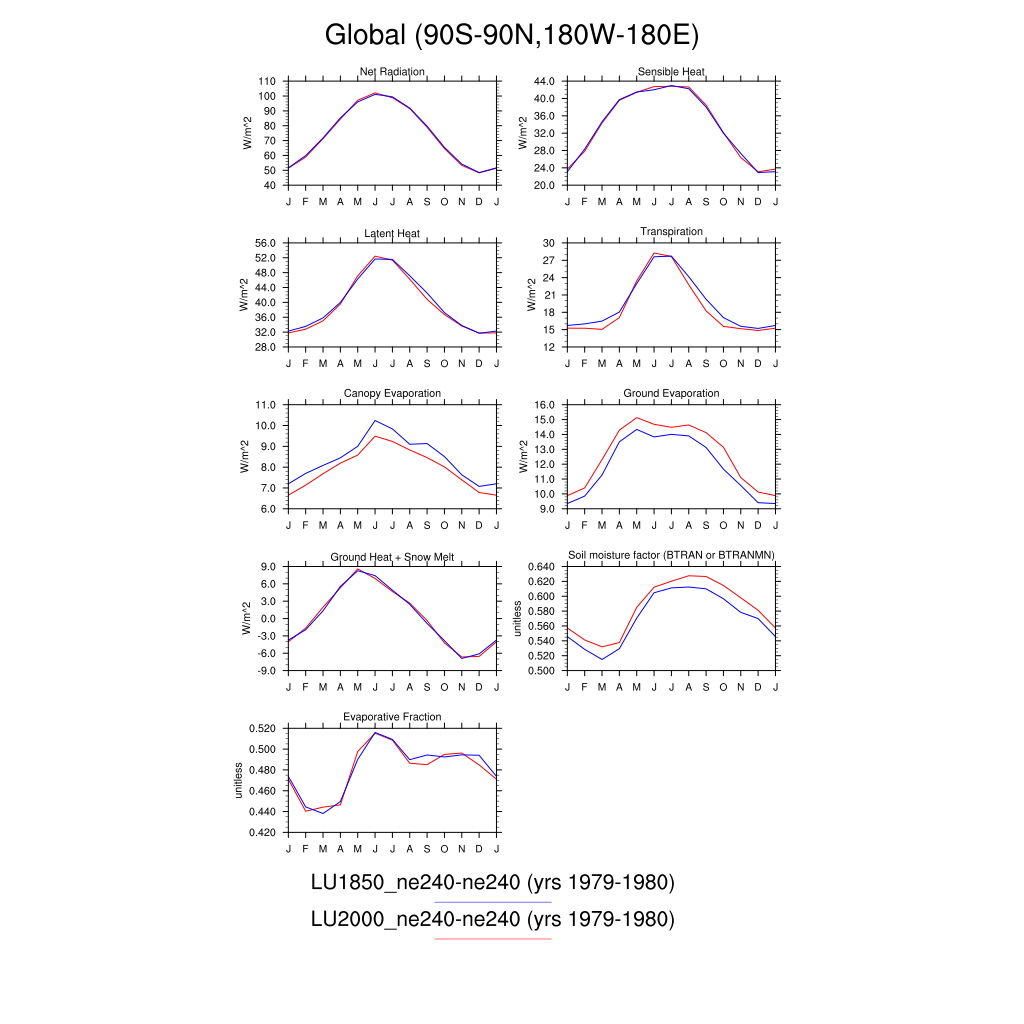 Global (90S-90N,180W-180E)
Net Radiation
W/m^2
110
100
90
80
70
60
50
40
J F M A M J J A S O N D J
Sensible Heat
W/m^2
44.0
40.0
36.0
32.0
28.0
24.0
20.0
J F M A M J J A S O N D J
Latent Heat
W/m^2
56.0
52.0
48.0
44.0
40.0
36.0
32.0
28.0
J F M A M J J A S O N D J
Transpiration
W/m^2
30
27
24
21
18
15
12
J F M A M J J A S O N D J
Canopy Evaporation
W/m^2
11.0
10.0
9.0
8.0
7.0
6.0
J F M A M J J A S O N D J
Ground Evaporation
W/m^2
16.0
15.0
14.0
13.0
12.0
11.0
10.0
9.0
J F M A M J J A S O N D J
Ground Heat + Snow Melt
W/m^2
9.0
6.0
3.0
0.0
-3.0
-6.0
-9.0
J F M A M J J A S O N D J
Soil moisture factor (BTRAN or BTRANMN)
unitless
0.640
0.620
0.600
0.580
0.560
0.540
0.520
0.500
J F M A M J J A S O N D J
Evaporative Fraction
unitless
0.520
0.500
0.480
0.460
0.440
0.420
J F M A M J J A S O N D J
LU1850_ne240-ne240 (yrs 1979-1980)
LU2000_ne240-ne240 (yrs 1979-1980)